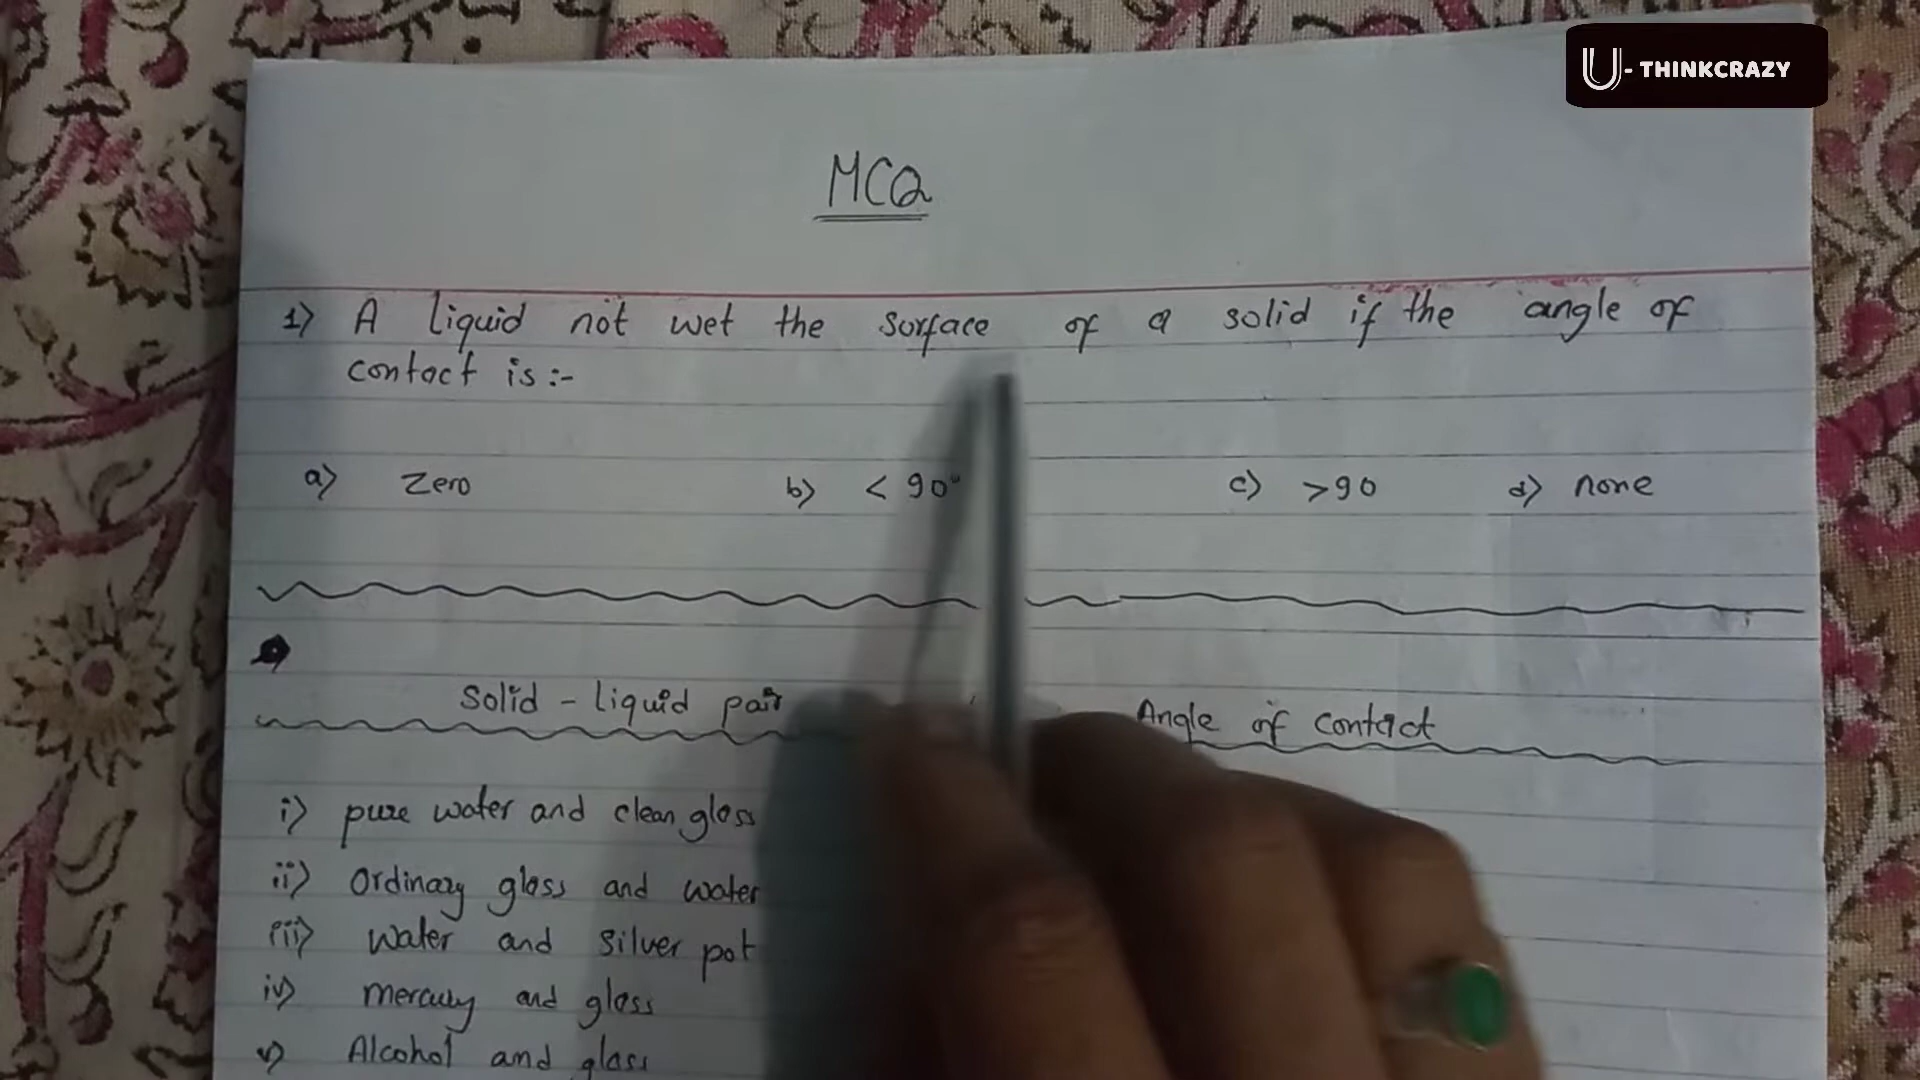 U - THINKCRAZY
MCQ
1) A liquid not wet the surface of a solid if the angle of
contact is :-
a) Zero b) < 90° c) >90 d) none
Solid - liquid pair Angle of contact
i) pure water and clean glass
ii) Ordinary glass and water
iii) water and silver pot
iv) mercury and glass
v) Alcohol and glass